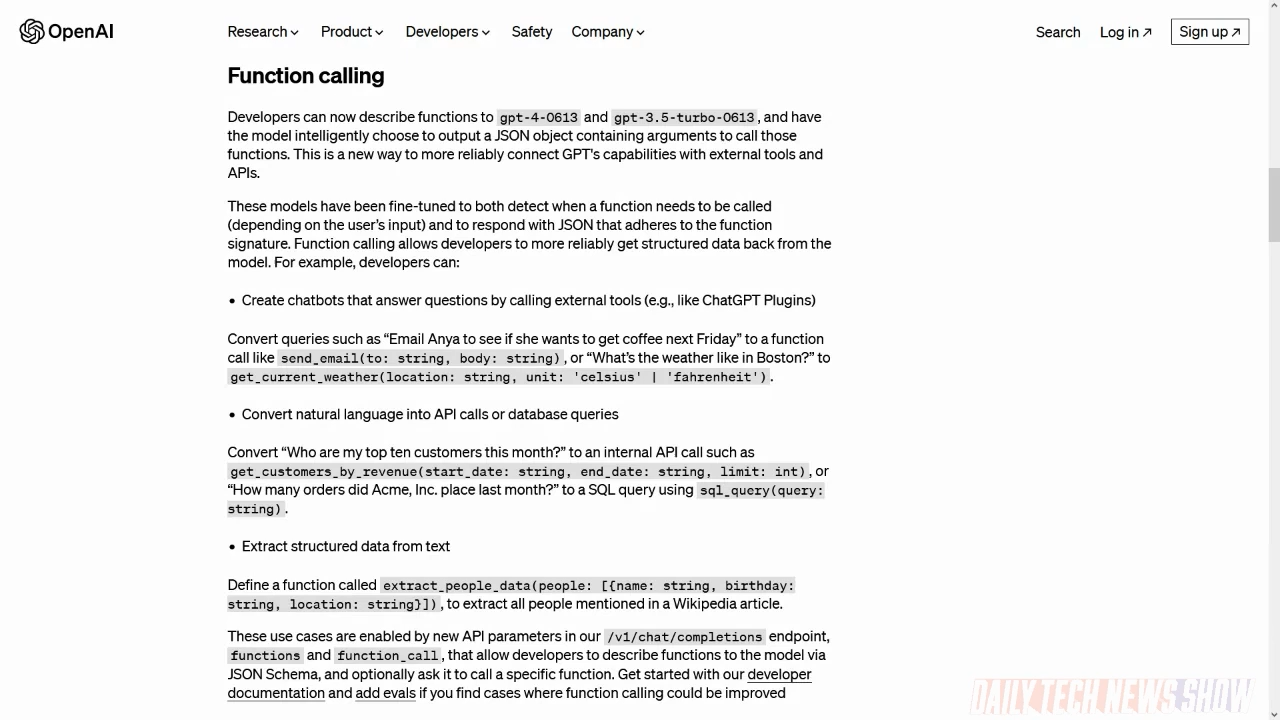 OpenAI
Research Product Developers Safety Company
Search Log in ↗ Sign up ↗
Function calling
Developers can now describe functions to gpt-4-0613 and gpt-3.5-turbo-0613, and have
the model intelligently choose to output a JSON object containing arguments to call those
functions. This is a new way to more reliably connect GPT's capabilities with external tools and
APIs.
These models have been fine-tuned to both detect when a function needs to be called
(depending on the user’s input) and to respond with JSON that adheres to the function
signature. Function calling allows developers to more reliably get structured data back from the
model. For example, developers can:
• Create chatbots that answer questions by calling external tools (e.g., like ChatGPT Plugins)
Convert queries such as “Email Anya to see if she wants to get coffee next Friday” to a function
call like send_email(to: string, body: string), or “What’s the weather like in Boston?” to
get_current_weather(location: string, unit: 'celsius' | 'fahrenheit').
• Convert natural language into API calls or database queries
Convert “Who are my top ten customers this month?” to an internal API call such as
get_customers_by_revenue(start_date: string, end_date: string, limit: int), or
“How many orders did Acme, Inc. place last month?” to a SQL query using sql_query(query:
string).
• Extract structured data from text
Define a function called extract_people_data(people: [{name: string, birthday:
string, location: string}]), to extract all people mentioned in a Wikipedia article.
These use cases are enabled by new API parameters in our /v1/chat/completions endpoint,
functions and function_call, that allow developers to describe functions to the model via
JSON Schema, and optionally ask it to call a specific function. Get started with our developer
documentation and add evals if you find cases where function calling could be improved
DAILY TECH NEWS SHOW